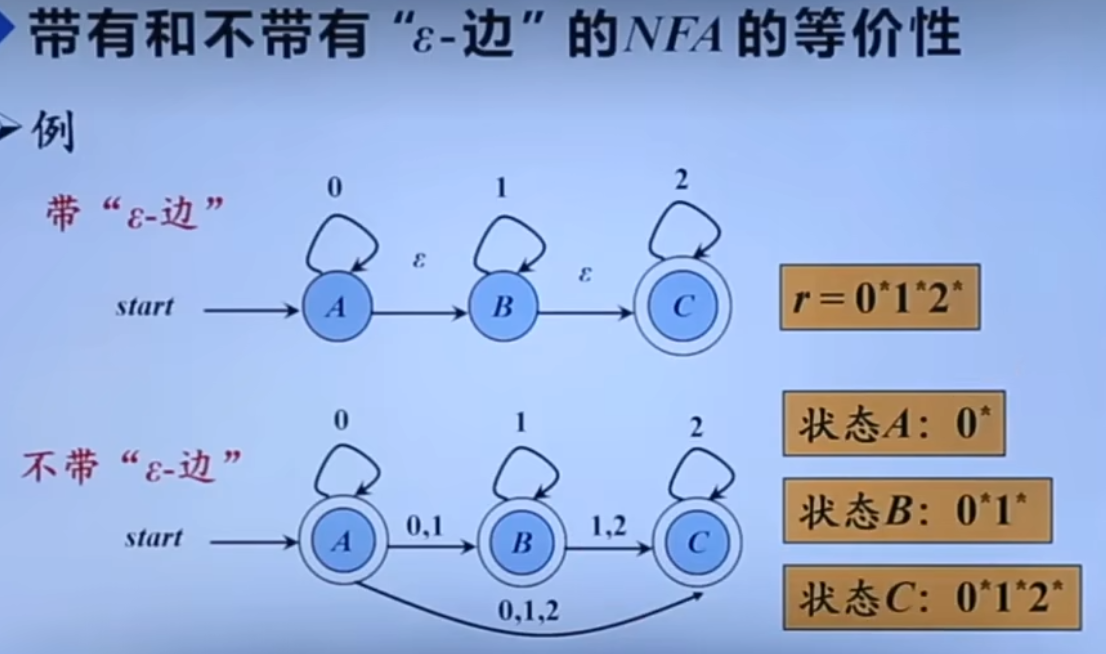 带有和不带有“ε-边”的NFA的等价性
例
带“ε-边”
0
1
2
start
A
ε
B
ε
C
r = 0*1*2*
不带“ε-边”
0
1
2
start
A
0,1
B
1,2
C
0,1,2
状态A: 0*
状态B: 0*1*
状态C: 0*1*2*